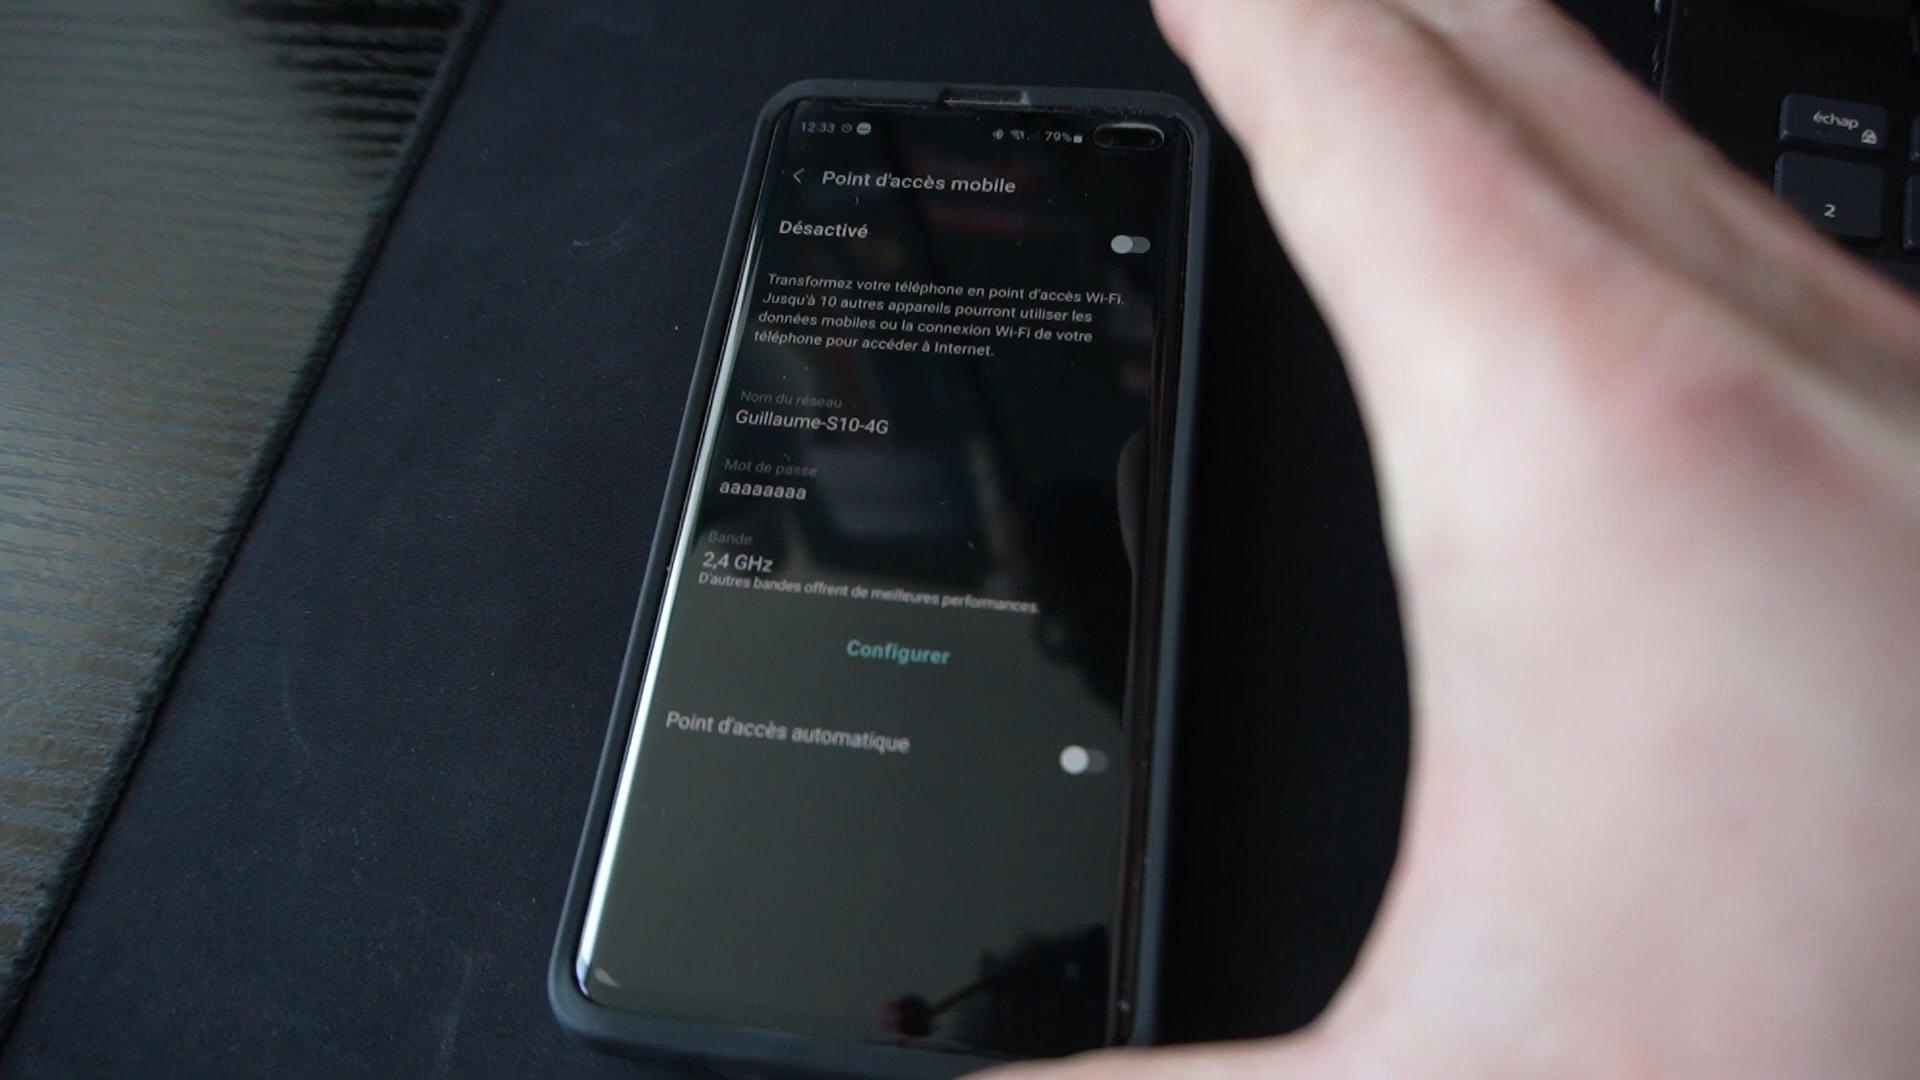 12:33
79%
échap
Point d'accès mobile
2
Désactivé
Transformez votre téléphone en point d'accès Wi-Fi.
Jusqu'à 10 autres appareils pourront utiliser les
données mobiles ou la connexion Wi-Fi de votre
téléphone pour accéder à Internet.
Nom du réseau
Guillaume-S10-4G
Mot de passe
aaaaaaaa
Bande
2,4 GHz
D'autres bandes offrent de meilleures performances.
Configurer
Point d'accès automatique